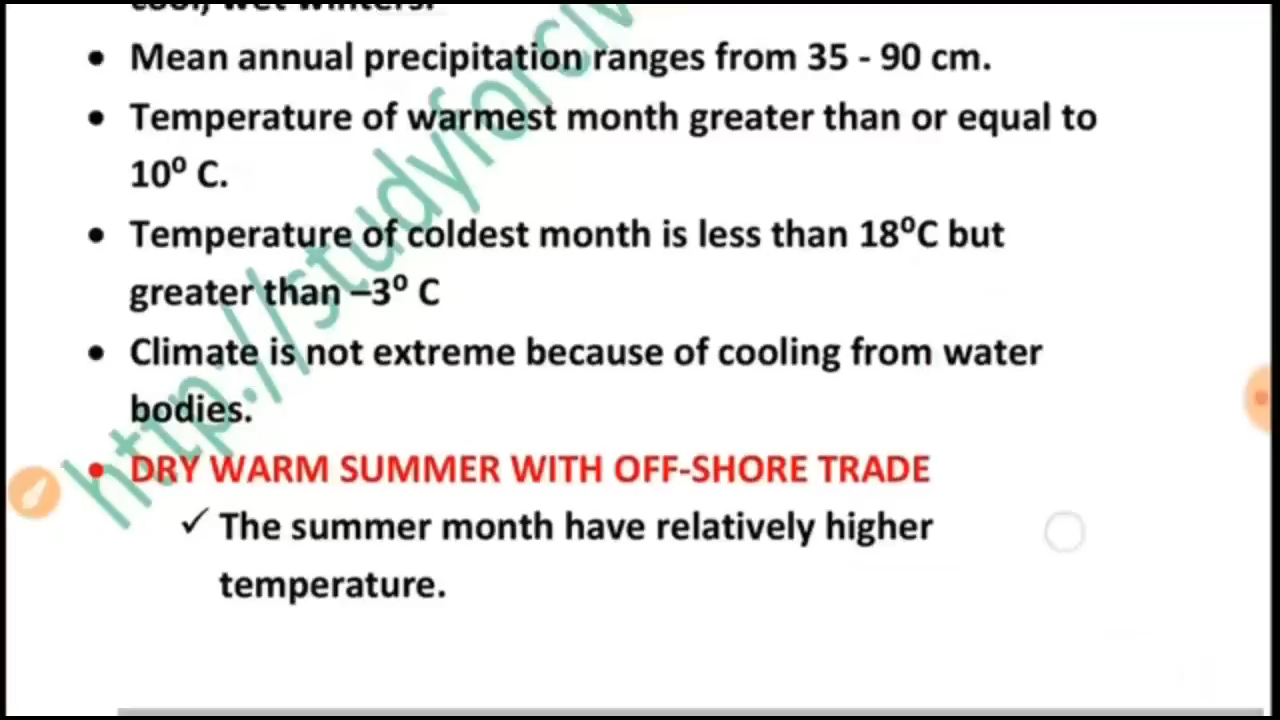 cool, wet winters.
• Mean annual precipitation ranges from 35 - 90 cm.
• Temperature of warmest month greater than or equal to
10⁰ C.
• Temperature of coldest month is less than 18⁰C but
greater than –3⁰ C
• Climate is not extreme because of cooling from water
bodies.
• DRY WARM SUMMER WITH OFF-SHORE TRADE
✓ The summer month have relatively higher
temperature.
http://studyforciv